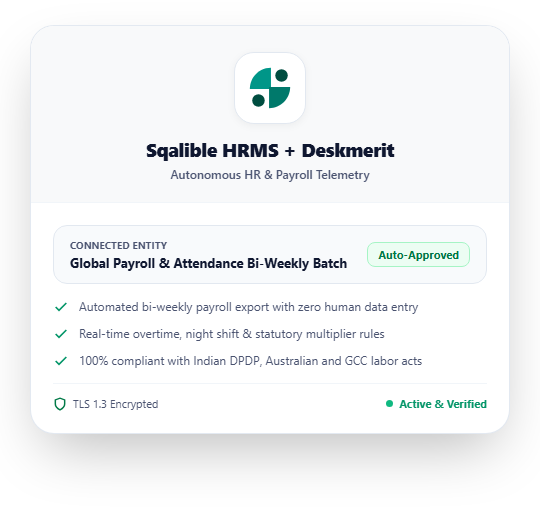 Sqalible HRMS + Deskmerit
Autonomous HR & Payroll Telemetry
CONNECTED ENTITY
Global Payroll & Attendance Bi-Weekly Batch
Auto-Approved
Automated bi-weekly payroll export with zero human data entry
Real-time overtime, night shift & statutory multiplier rules
100% compliant with Indian DPDP, Australian and GCC labor acts
TLS 1.3 Encrypted
Active & Verified